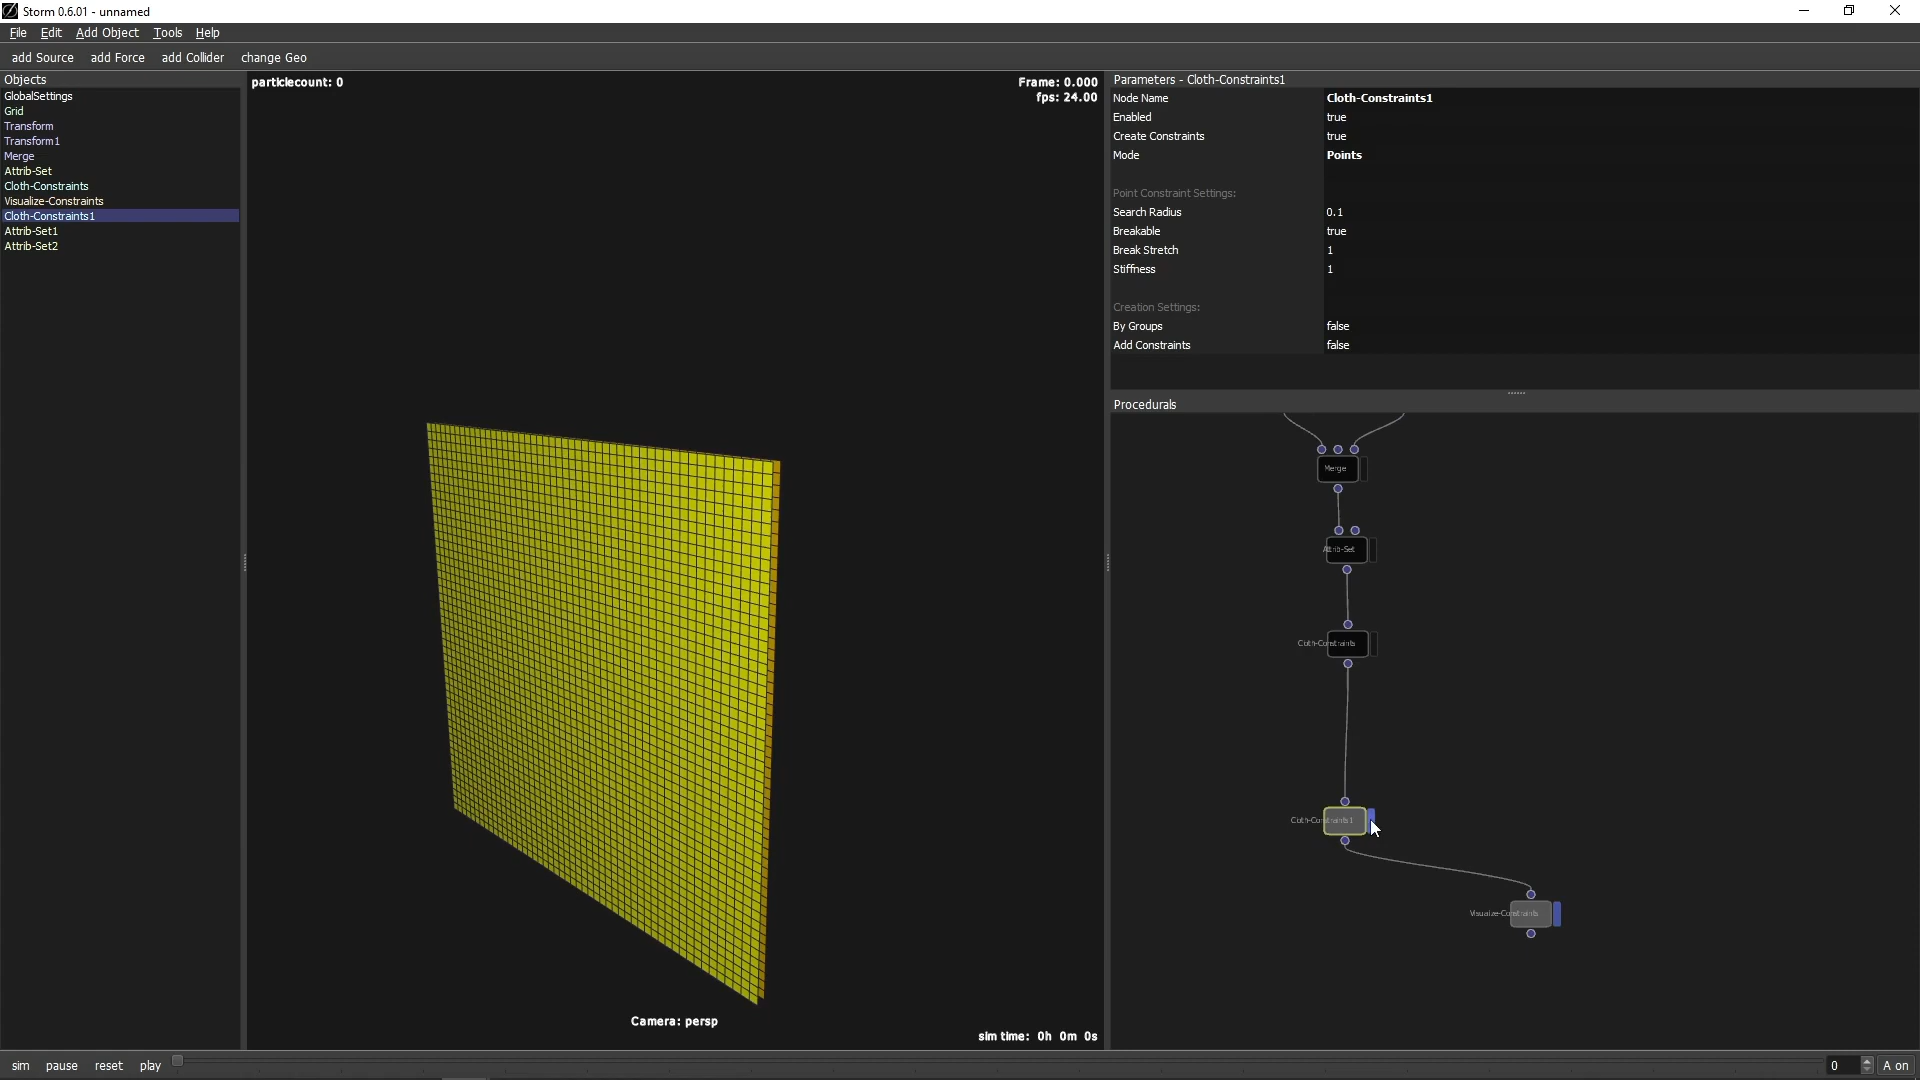 Storm 0.6.01 - unnamed
File Edit Add Object Tools Help
add Source add Force add Collider change Geo
Objects
GlobalSettings
Grid
Transform
Transform1
Merge
Attrib-Set
Cloth-Constraints
Visualize-Constraints
Cloth-Constraints1
Attrib-Set1
Attrib-Set2
particlecount: 0
Frame: 0.000
fps: 24.00
Camera: persp
sim time: 0h 0m 0s
Parameters - Cloth-Constraints1
Node Name Cloth-Constraints1
Enabled true
Create Constraints true
Mode Points
Point Constraint Settings:
Search Radius 0.1
Breakable true
Break Stretch 1
Stiffness 1
Creation Settings:
By Groups false
Add Constraints false
Procedurals
Merge
Attrib-Set
Cloth-Constraints
Cloth-Constraints1
Visualize-Constraints
sim pause reset play 0 A on